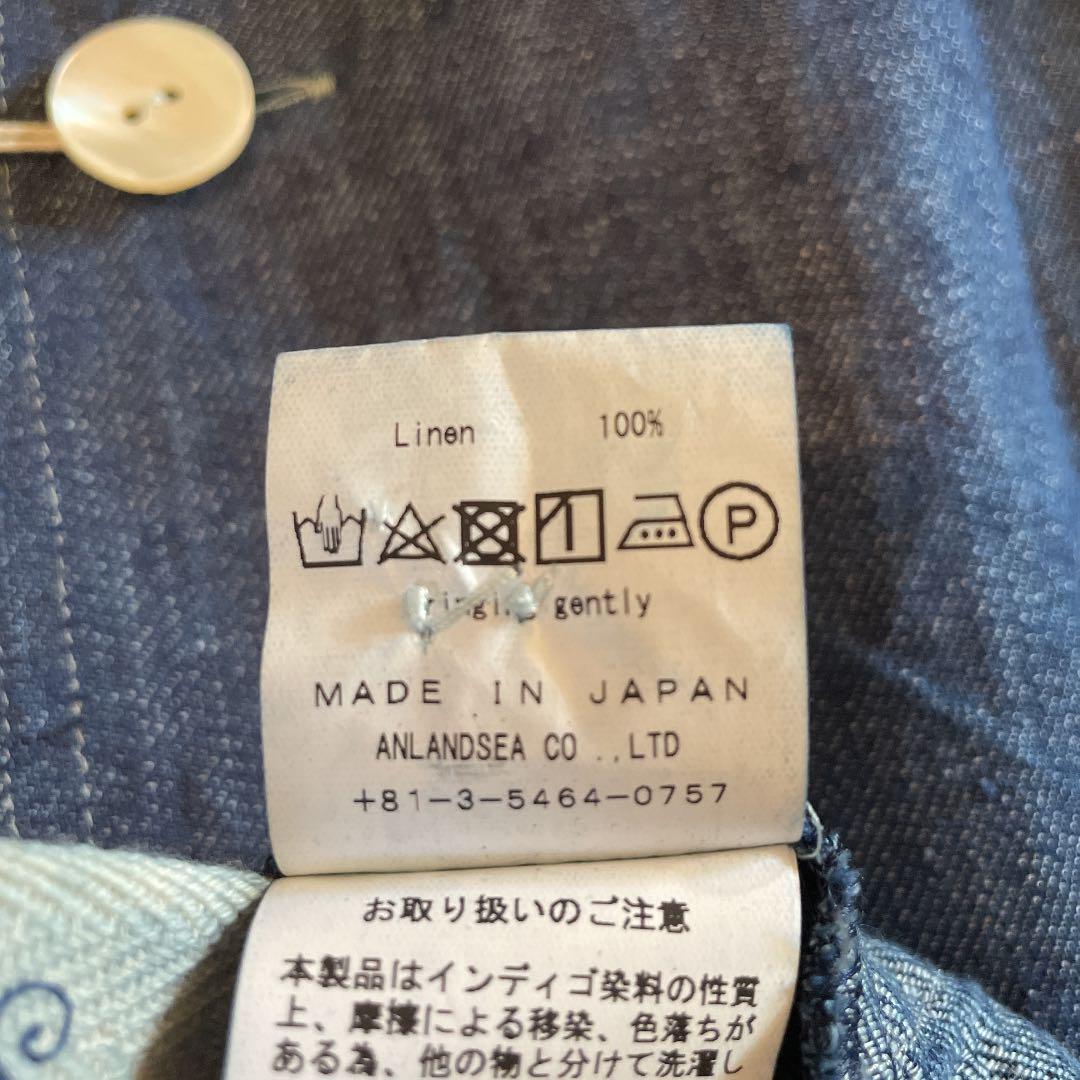 Linen 100%
P
gently
MADE IN JAPAN
ANLANDSEA CO .,LTD
+81-3-5464-0757
お取り扱いのご注意
本製品はインディゴ染料の性質
上、摩擦による移染、色落ちが
ある為、他の物と分けて洗濯し